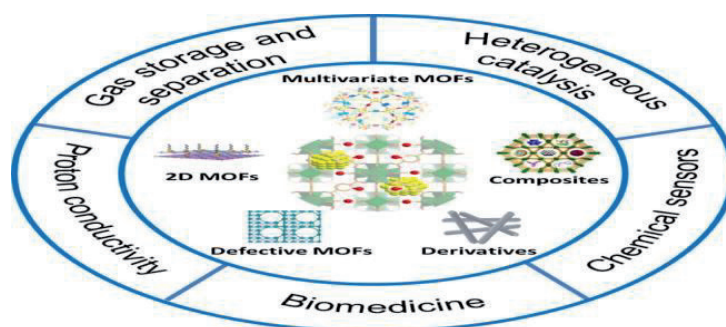 Gas storage and
separation
Heterogeneous
catalysis
Multivariate MOFs
2D MOFs
Composites
Proton conductivity
Chemical sensors
Defective MOFs
Derivatives
Biomedicine